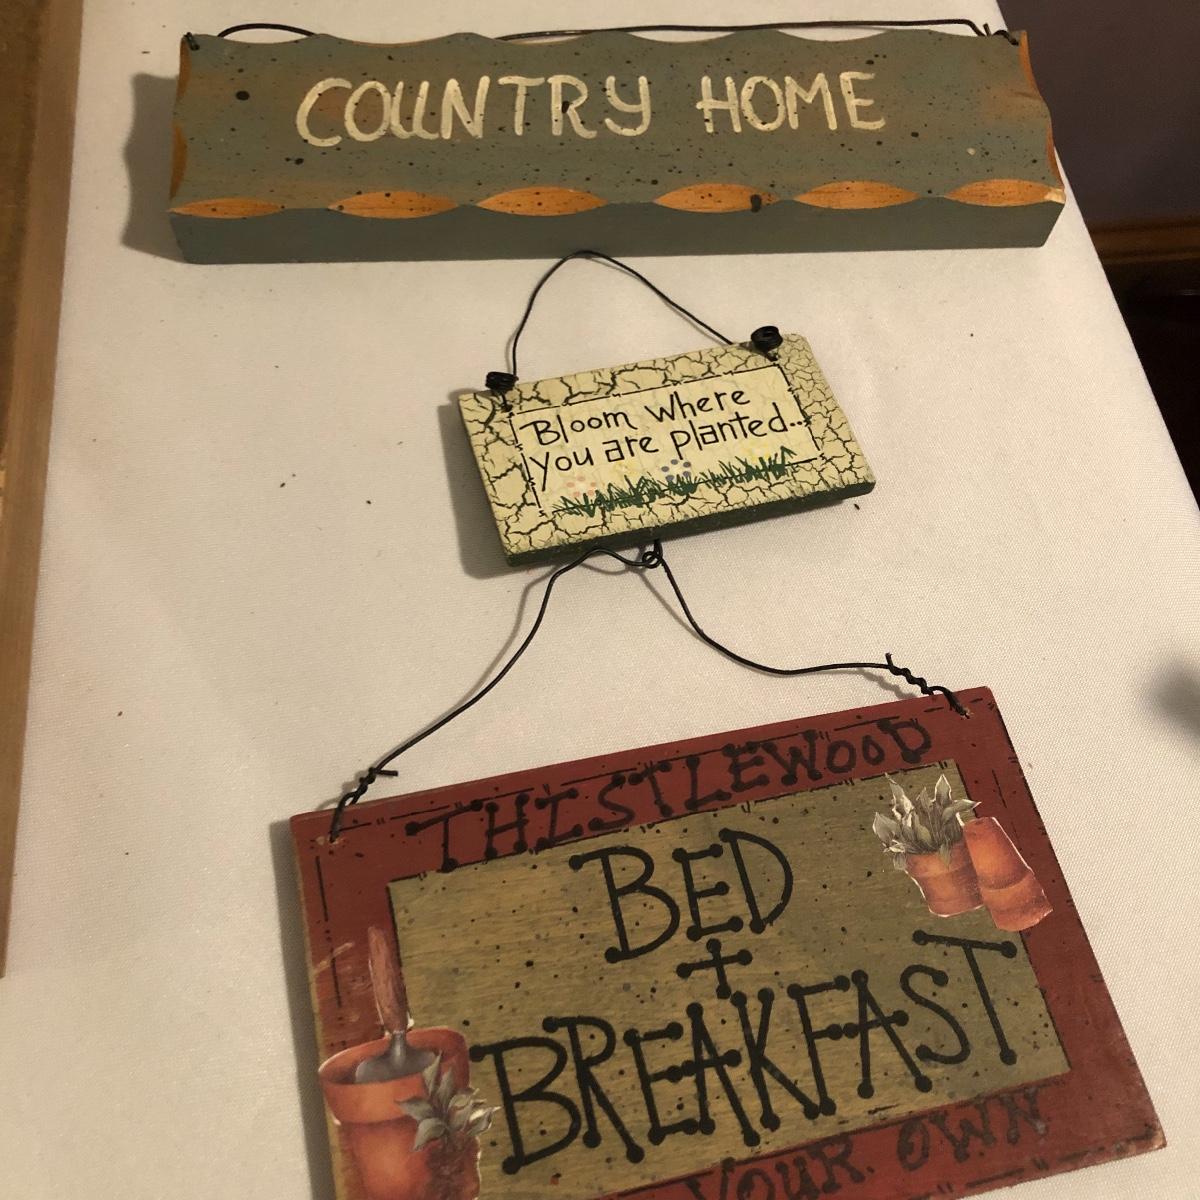 COUNTRY HOME
Bloom where
you are planted...
THISTLEWOOD
BED
+
BREAKFAST
YOUR OWN